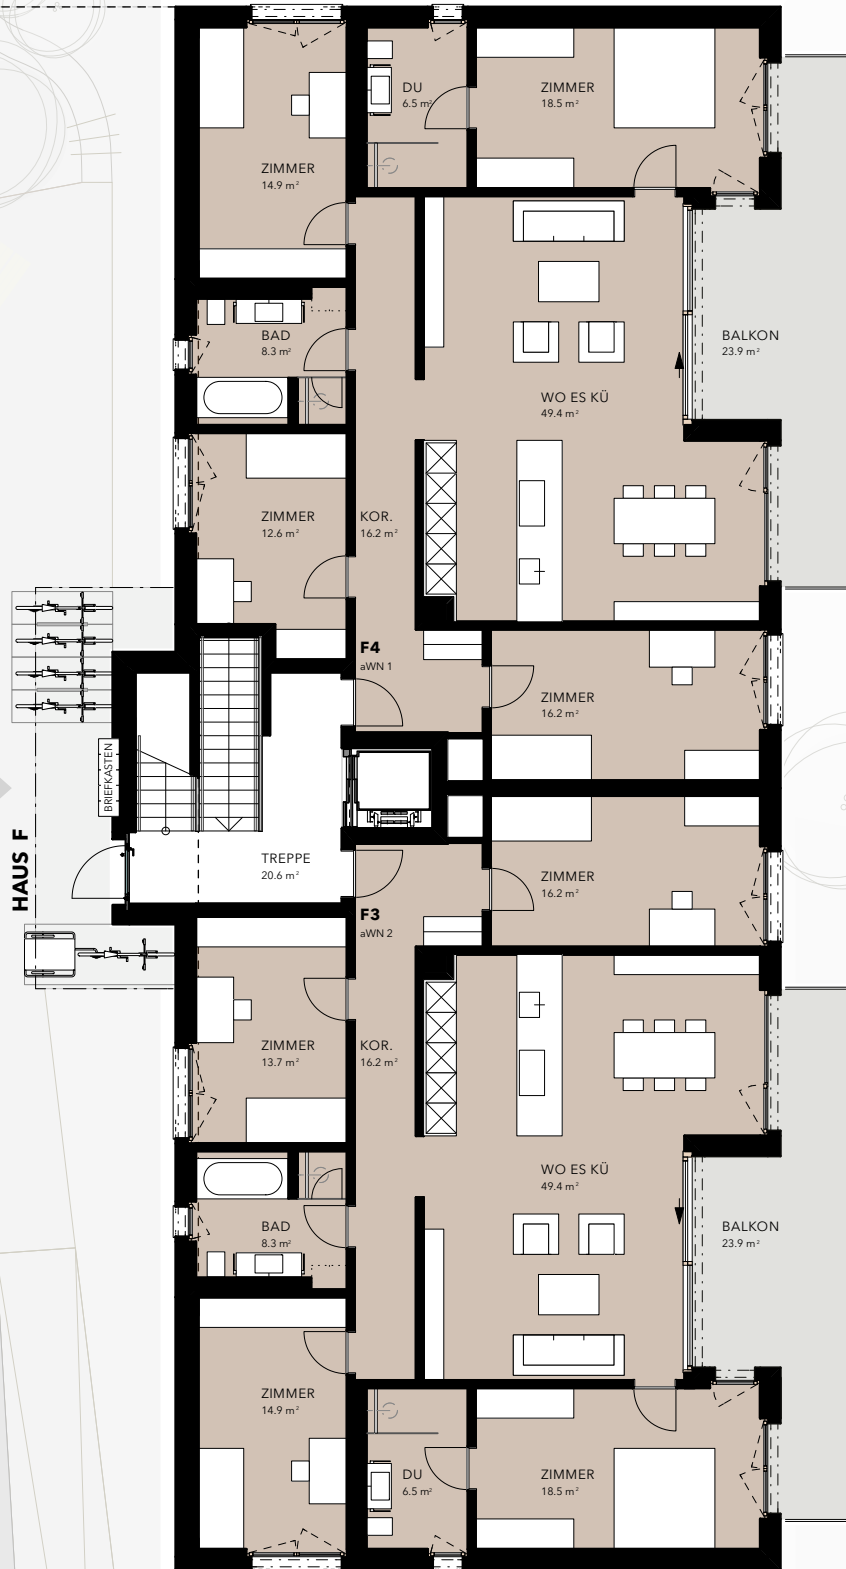 DU
6.5 m²
ZIMMER
18.5 m²
ZIMMER
14.9 m²
BAD
8.3 m²
BALKON
23.9 m²
WO ES KÜ
49.4 m²
ZIMMER
12.6 m²
KOR.
16.2 m²
F4
aWN 1
ZIMMER
16.2 m²
BRIEFKASTEN
HAUS F
TREPPE
20.6 m²
ZIMMER
16.2 m²
F3
aWN 2
ZIMMER
13.7 m²
KOR.
16.2 m²
WO ES KÜ
49.4 m²
BAD
8.3 m²
BALKON
23.9 m²
ZIMMER
14.9 m²
DU
6.5 m²
ZIMMER
18.5 m²